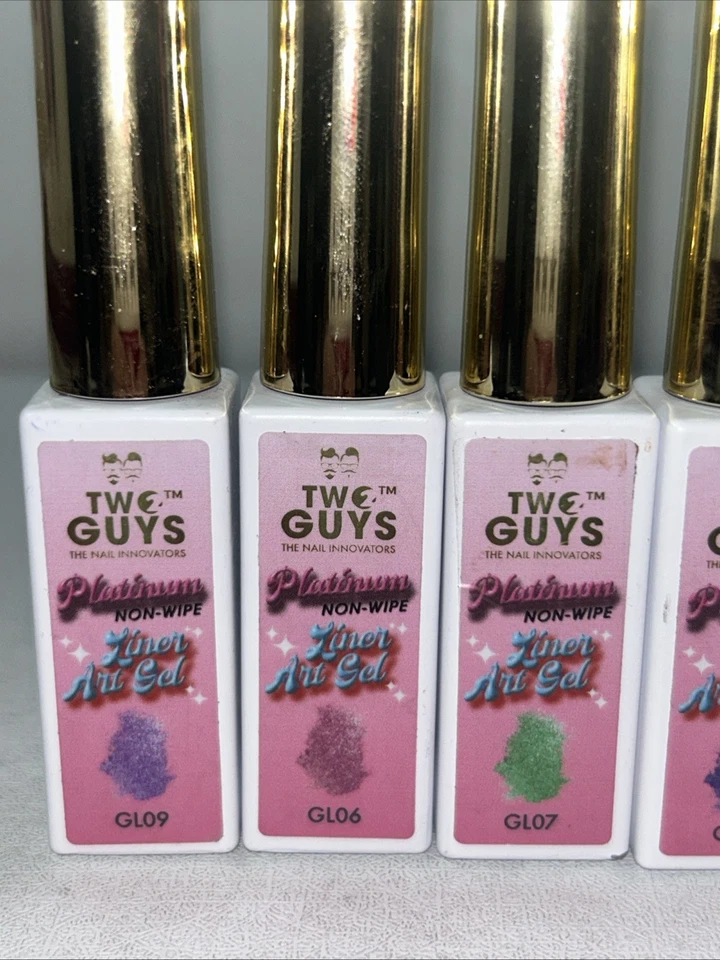 TWO™
GUYS
THE NAIL INNOVATORS
Platinum
NON-WIPE
Liner
Art Gel
GL09
TWO™
GUYS
THE NAIL INNOVATORS
Platinum
NON-WIPE
Liner
Art Gel
GL06
TWO™
GUYS
THE NAIL INNOVATORS
Platinum
NON-WIPE
Liner
Art Gel
GL07